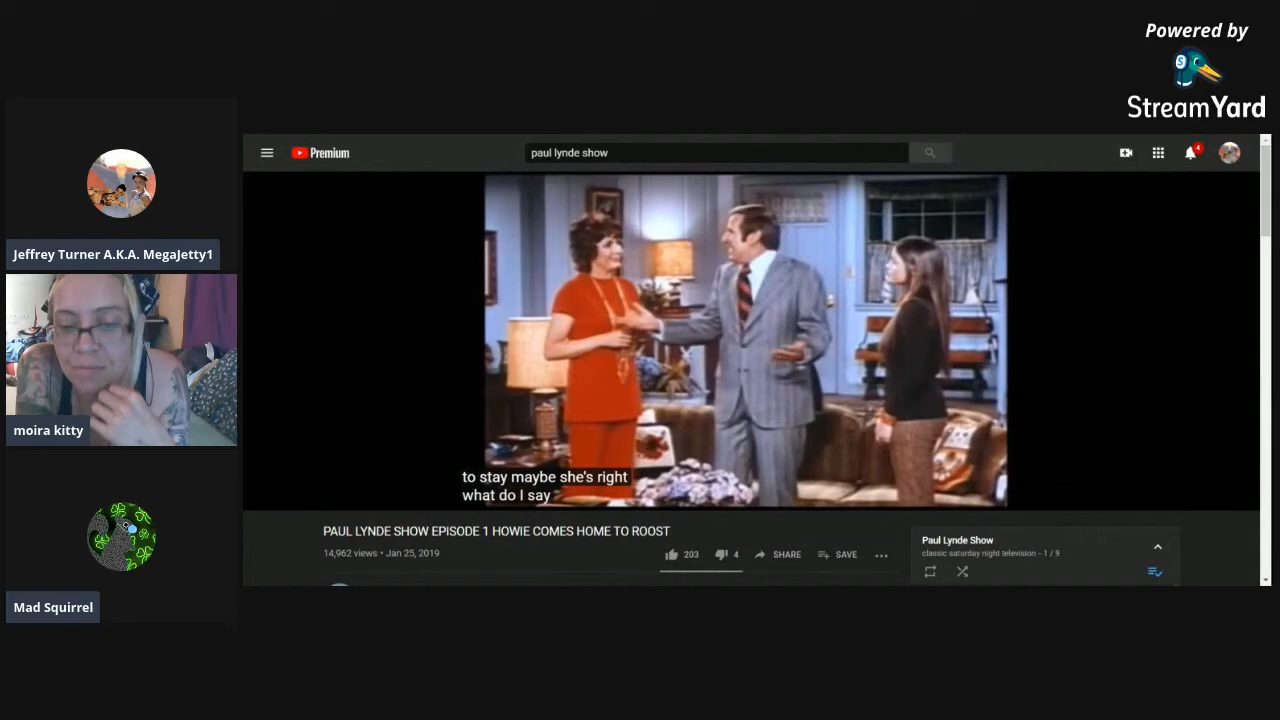 Powered by
StreamYard
Premium
paul lynde show
4
Jeffrey Turner A.K.A. MegaJetty1
moira kitty
Mad Squirrel
to stay maybe she's right
what do I say
PAUL LYNDE SHOW EPISODE 1 HOWIE COMES HOME TO ROOST
14,962 views • Jan 25, 2019
203
4
SHARE
SAVE
Paul Lynde Show
classic saturday night television - 1 / 9